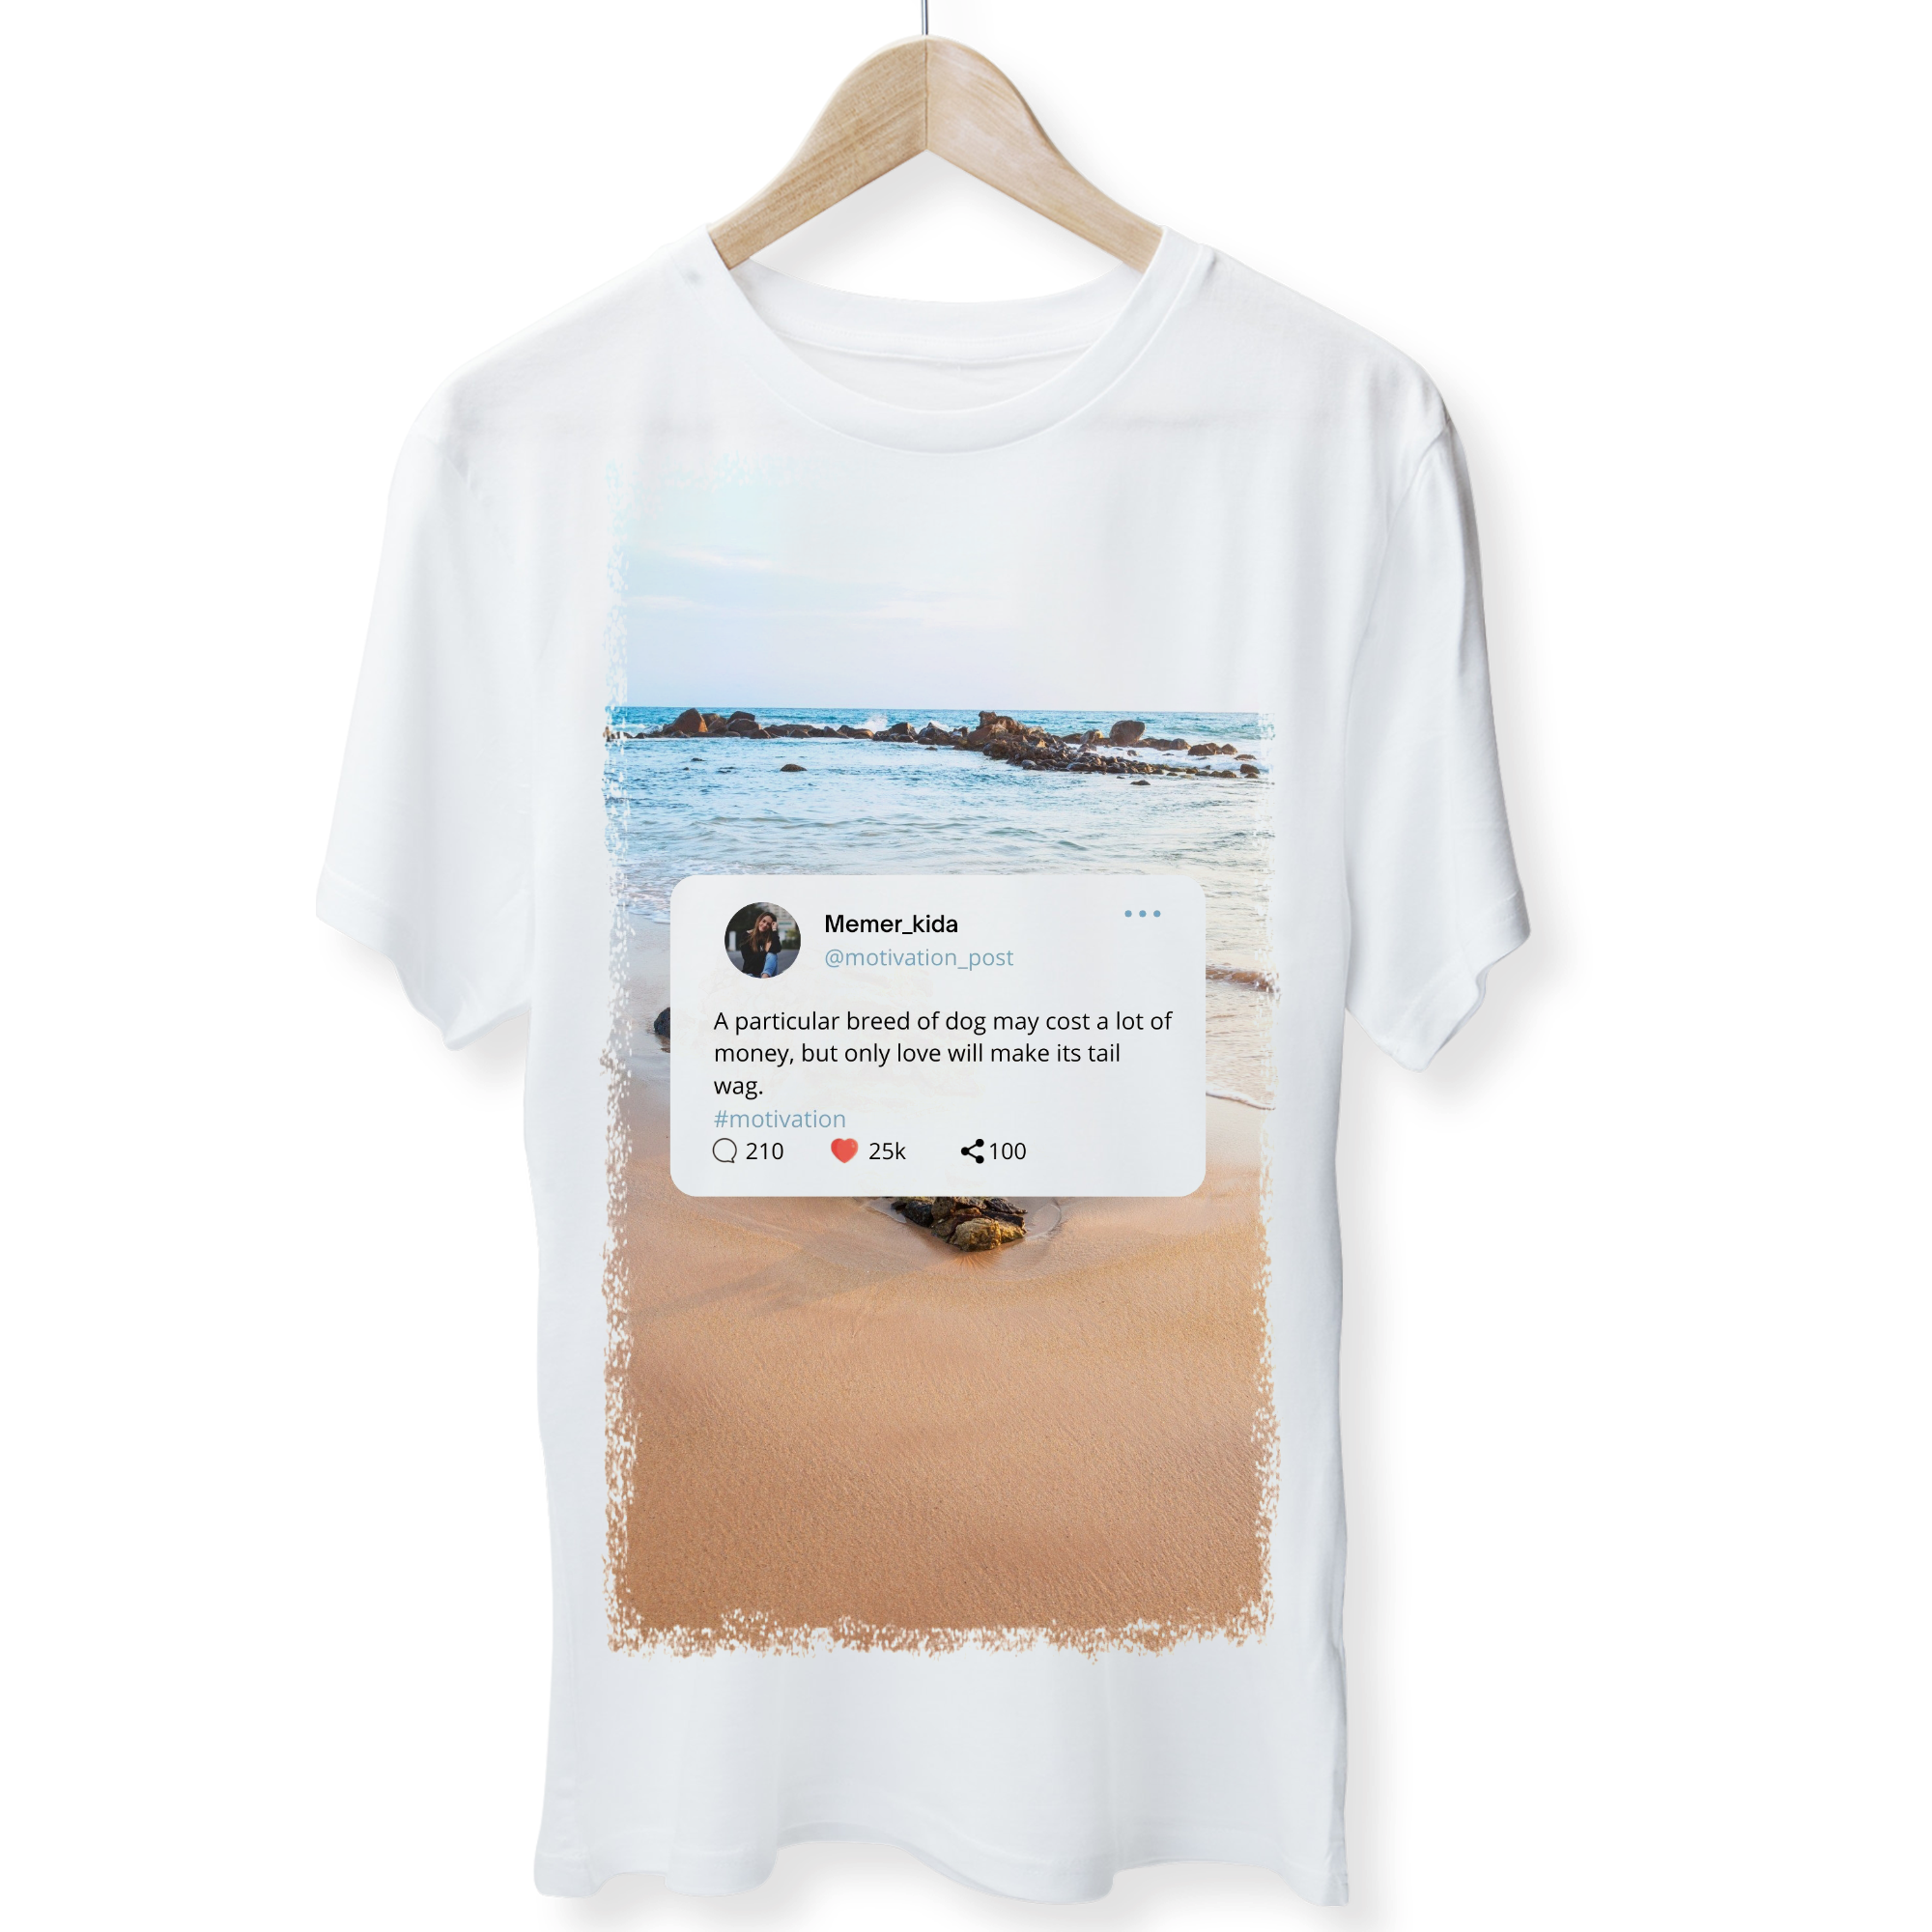 Memer_kida
@motivation_post
A particular breed of dog may cost a lot of
money, but only love will make its tail
wag.
#motivation
210 25k 100